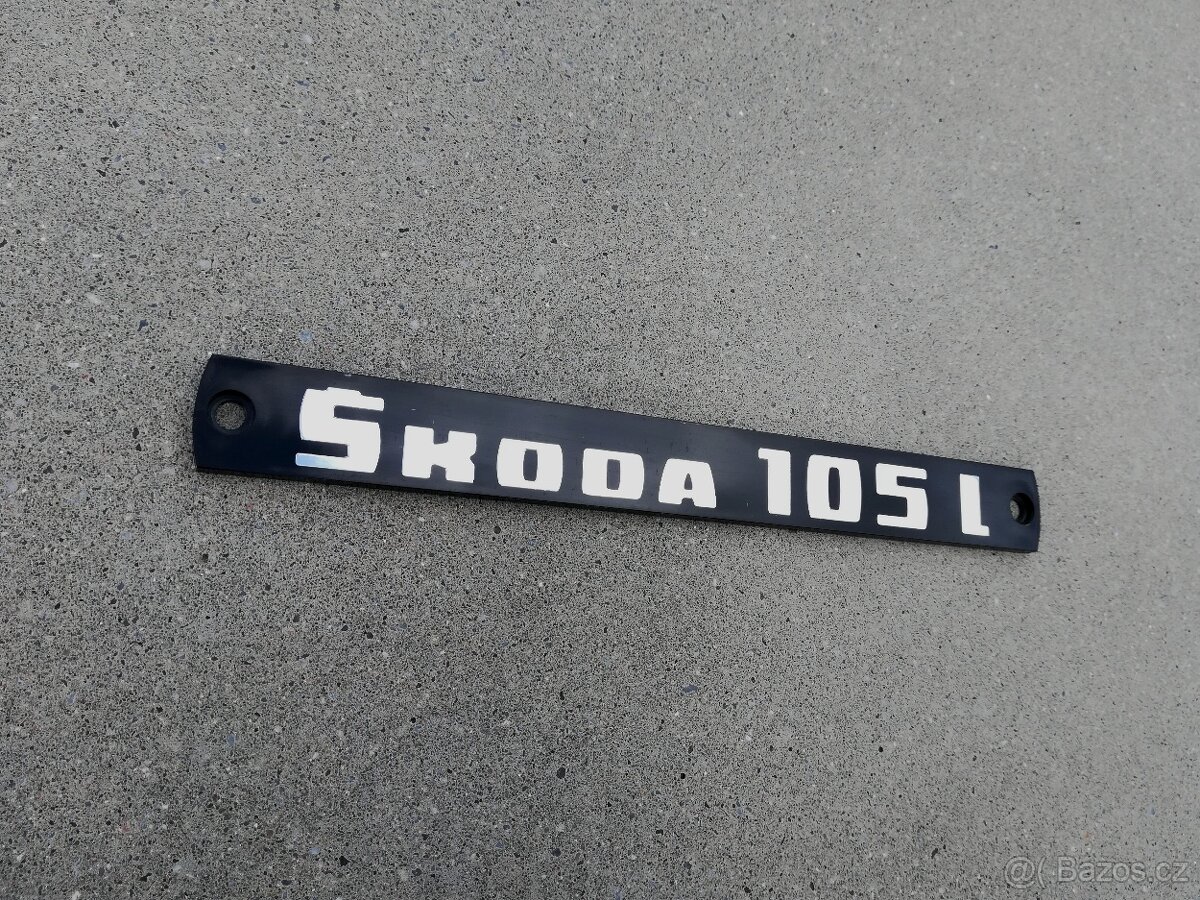 ŠKODA 105 L
@( Bazos.cz